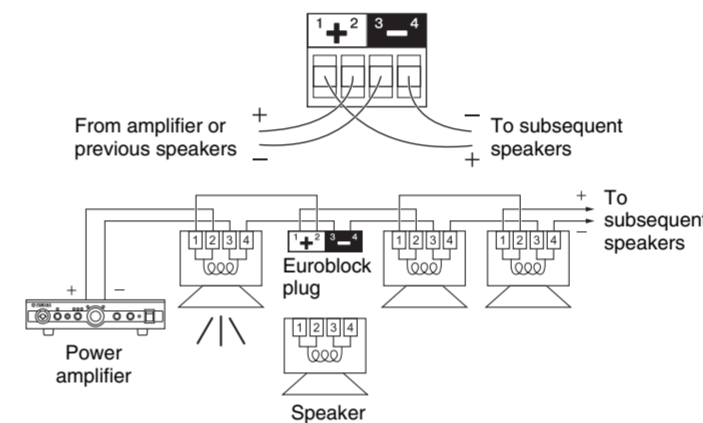 1 + 2 3 − 4
From amplifier or
previous speakers
+
−
−
+
To subsequent
speakers
+
−
To
subsequent
speakers
1 2 3 4
1 + 2 3 − 4
1 2 3 4
1 2 3 4
Euroblock
plug
+ −
YAMAHA
Power
amplifier
1 2 3 4
Speaker